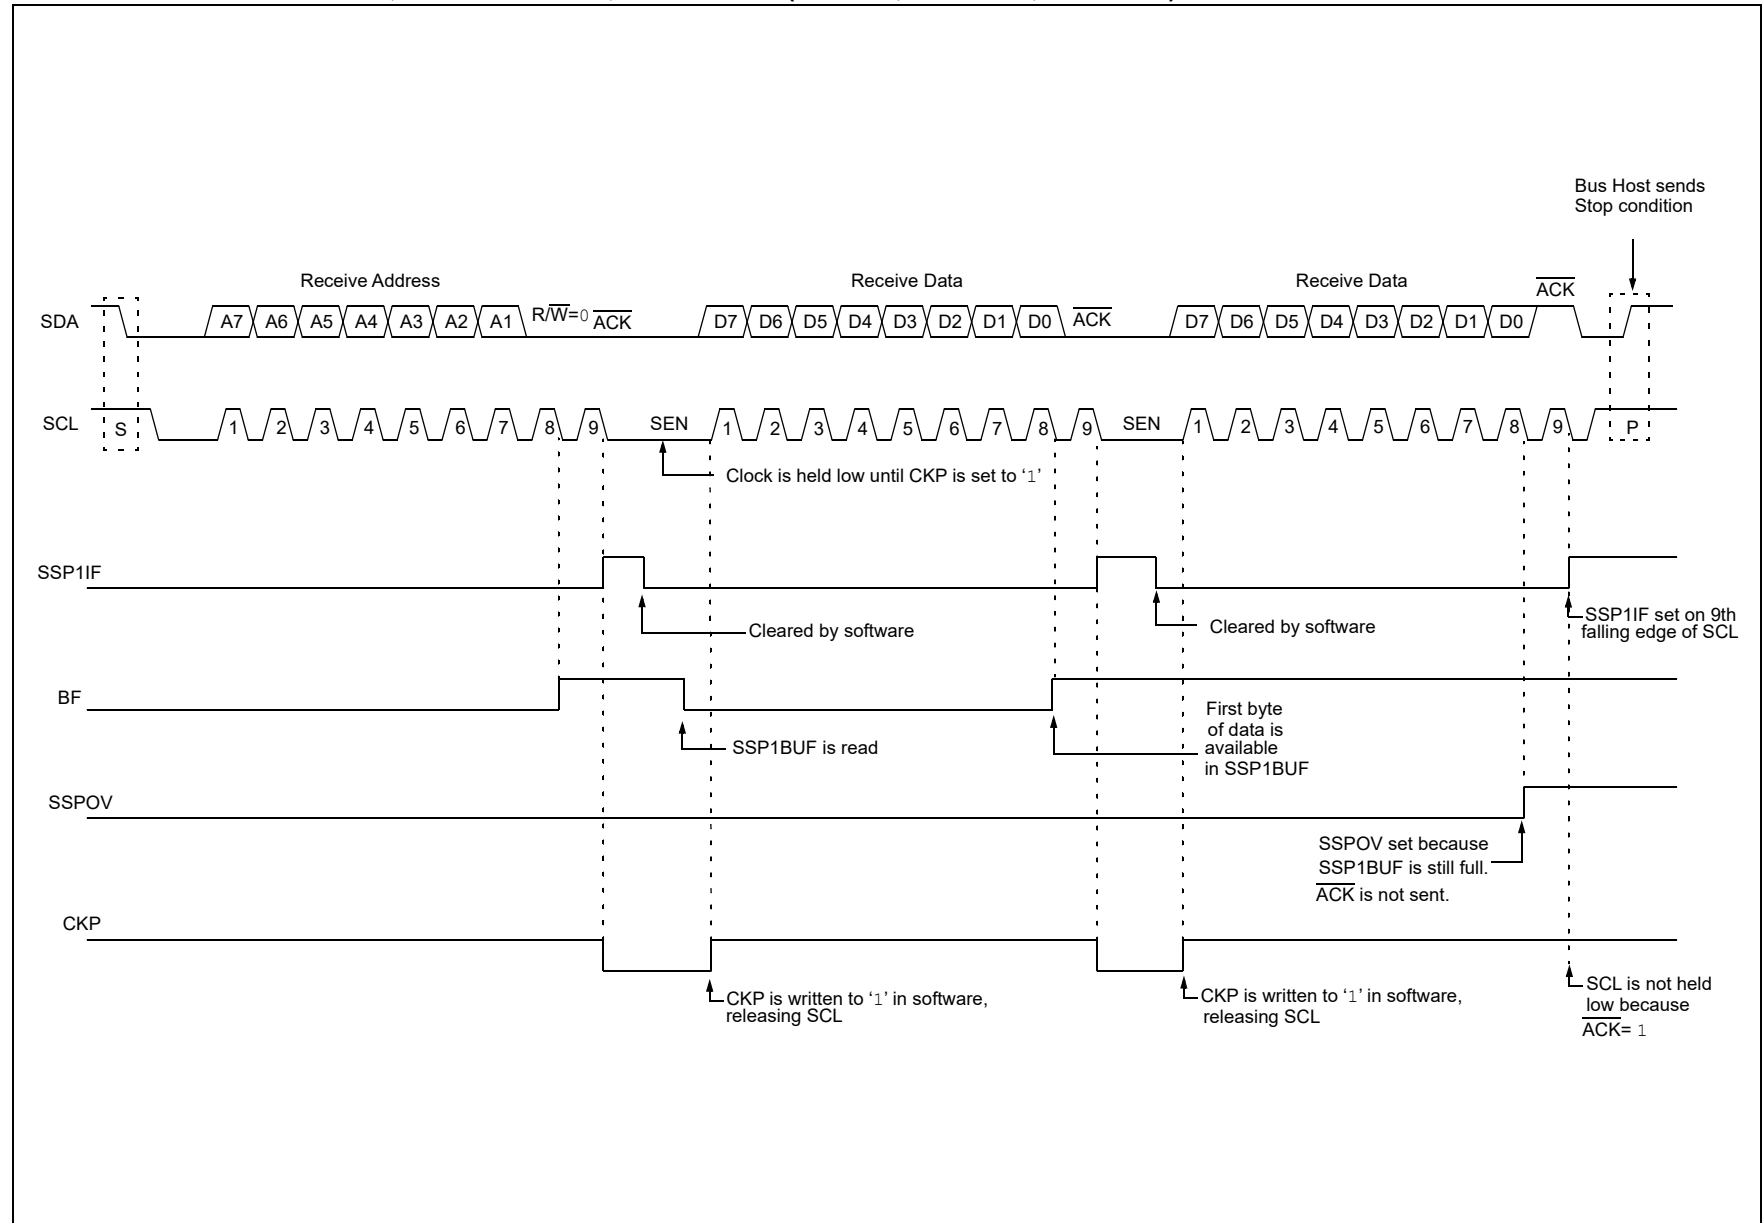 Bus Host sends
Stop condition
Receive Address
Receive Data
Receive Data
ACK
SDA
A7 A6 A5 A4 A3 A2 A1 R/W=0 ACK
D7 D6 D5 D4 D3 D2 D1 D0 ACK
D7 D6 D5 D4 D3 D2 D1 D0
SCL
S
1 2 3 4 5 6 7 8 9
SEN
1 2 3 4 5 6 7 8 9
SEN
1 2 3 4 5 6 7 8 9
P
Clock is held low until CKP is set to ‘1’
SSP1IF
Cleared by software
Cleared by software
SSP1IF set on 9th
falling edge of SCL
BF
SSP1BUF is read
First byte
of data is
available
in SSP1BUF
SSPOV
SSPOV set because
SSP1BUF is still full.
ACK is not sent.
CKP
CKP is written to ‘1’ in software,
releasing SCL
CKP is written to ‘1’ in software,
releasing SCL
SCL is not held
low because
ACK= 1